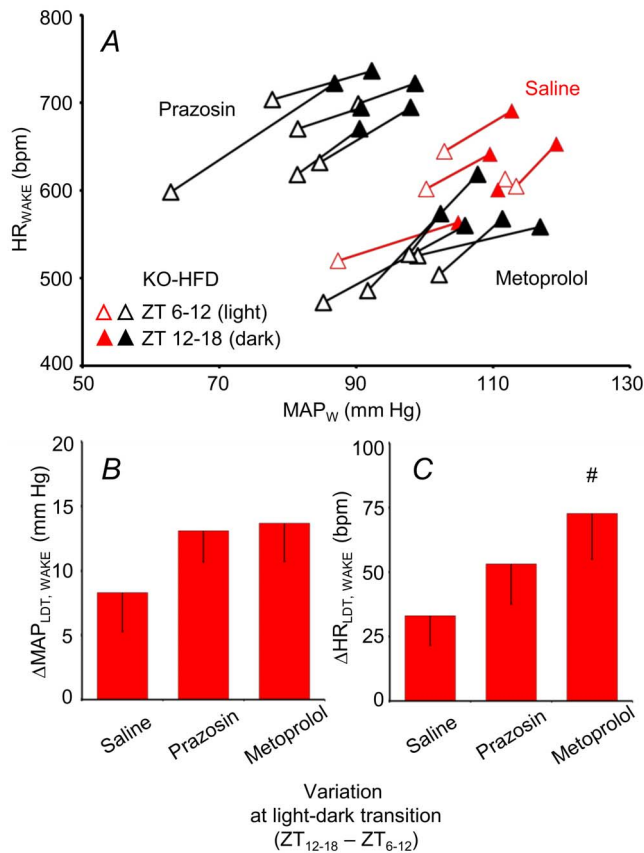 A
800
700
600
500
400
HR_WAKE (bpm)
Prazosin
Saline
Metoprolol
KO-HFD
△ △ ZT 6-12 (light)
▲ ▲ ZT 12-18 (dark)
50 70 90 110 130
MAP_W (mm Hg)
B
20
15
10
5
0
ΔMAP_LDT, WAKE (mm Hg)
Saline Prazosin Metoprolol
C
#
100
75
50
25
0
ΔHR_LDT, WAKE (bpm)
Saline Prazosin Metoprolol
Variation
at light-dark transition
(ZT_12-18 – ZT_6-12)